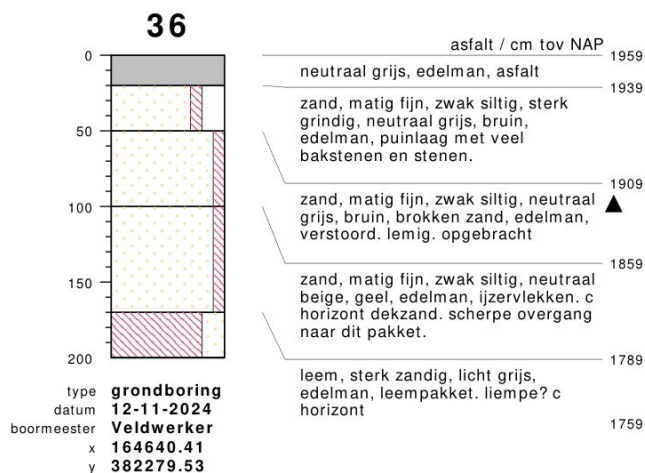 36
asfalt / cm tov NAP
0
1959
neutraal grijs, edelman, asfalt
1939
zand, matig fijn, zwak siltig, sterk
grindig, neutraal grijs, bruin,
edelman, puinlaag met veel
bakstenen en stenen.
50
1909
zand, matig fijn, zwak siltig, neutraal
grijs, bruin, brokken zand, edelman,
verstoord. lemig. opgebracht
100
1859
zand, matig fijn, zwak siltig, neutraal
beige, geel, edelman, ijzervlekken. c
horizont dekzand. scherpe overgang
naar dit pakket.
150
1789
leem, sterk zandig, licht grijs,
edelman, leempakket. liempe? c
horizont
200
1759
type grondboring
datum 12-11-2024
boormeester Veldwerker
x 164640.41
y 382279.53